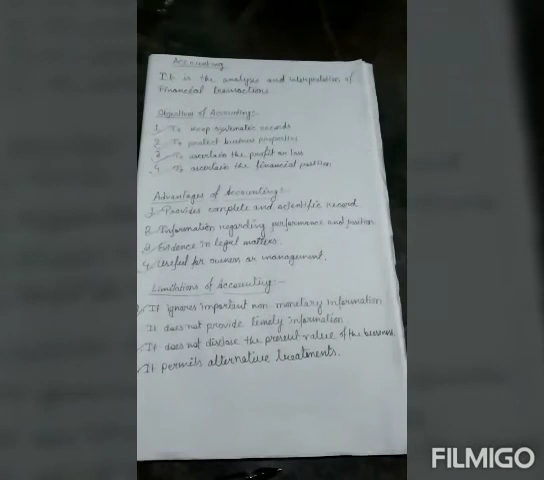 Accounting
It is the analysis and interpretation of
Financial transactions.
Objectives of Accounting:-
1. To keep systematic records
2. To protect business properties
3. To ascertain the profit or loss
4. To ascertain the financial position
Advantages of Accounting:-
1. Provides complete and scientific record
2. Information regarding performance and position
3. Evidence in legal matters.
4. Useful for owners or management.
Limitations of Accounting:-
It ignores important non monetary information
It does not provide timely information
It does not disclose the present value of the business
It permits alternative treatments.
FILMIGO